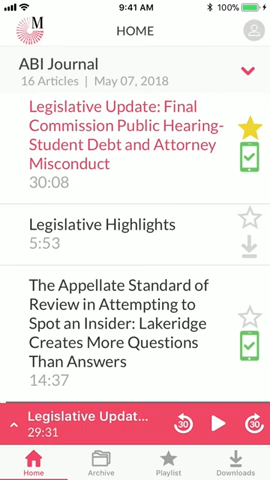 9:41 AM
100%
M
HOME
ABI Journal
16 Articles | May 07, 2018
Legislative Update: Final
Commission Public Hearing-
Student Debt and Attorney
Misconduct
30:08
Legislative Highlights
5:53
The Appellate Standard of
Review in Attempting to
Spot an Insider: Lakeridge
Creates More Questions
Than Answers
14:37
Legislative Updat...
29:31
30
30
Home
Archive
Playlist
Downloads